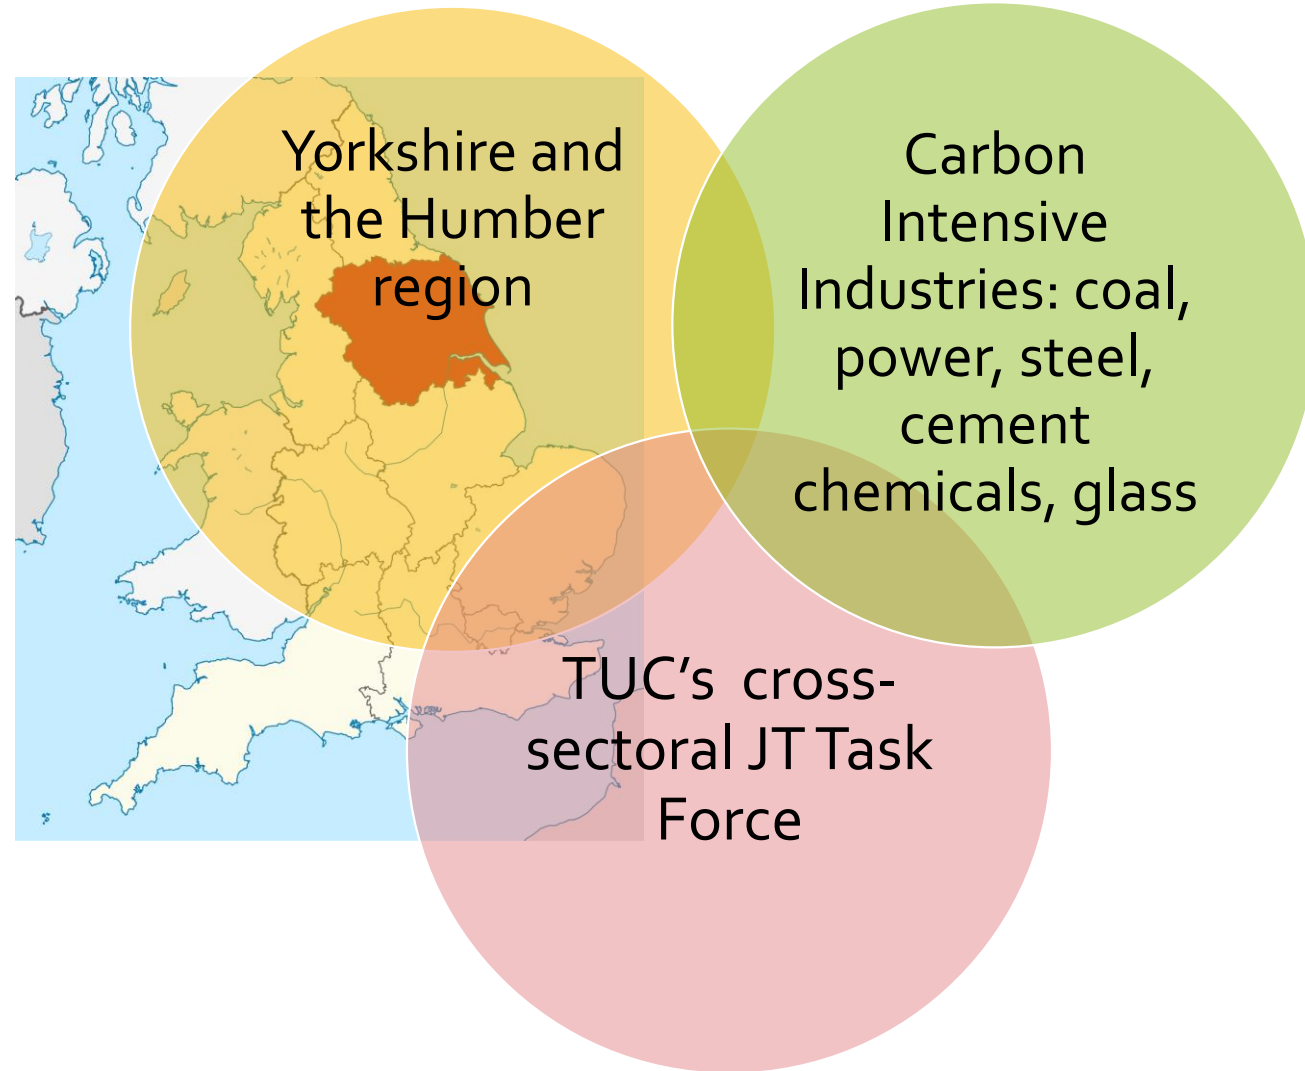 Yorkshire and
the Humber
region
Carbon
Intensive
Industries: coal,
power, steel,
cement
chemicals, glass
TUC’s  cross-
sectoral JT Task
Force